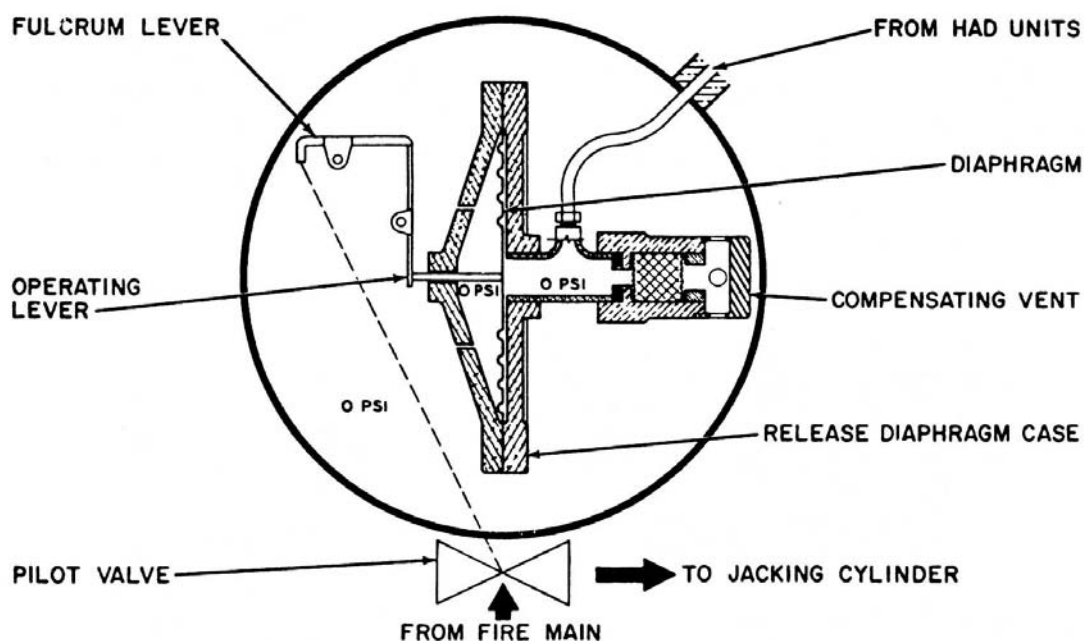 FULCRUM LEVER
FROM HAD UNITS
DIAPHRAGM
OPERATING
LEVER
O PSI
O PSI
COMPENSATING VENT
O PSI
RELEASE DIAPHRAGM CASE
PILOT VALVE
TO JACKING CYLINDER
FROM FIRE MAIN